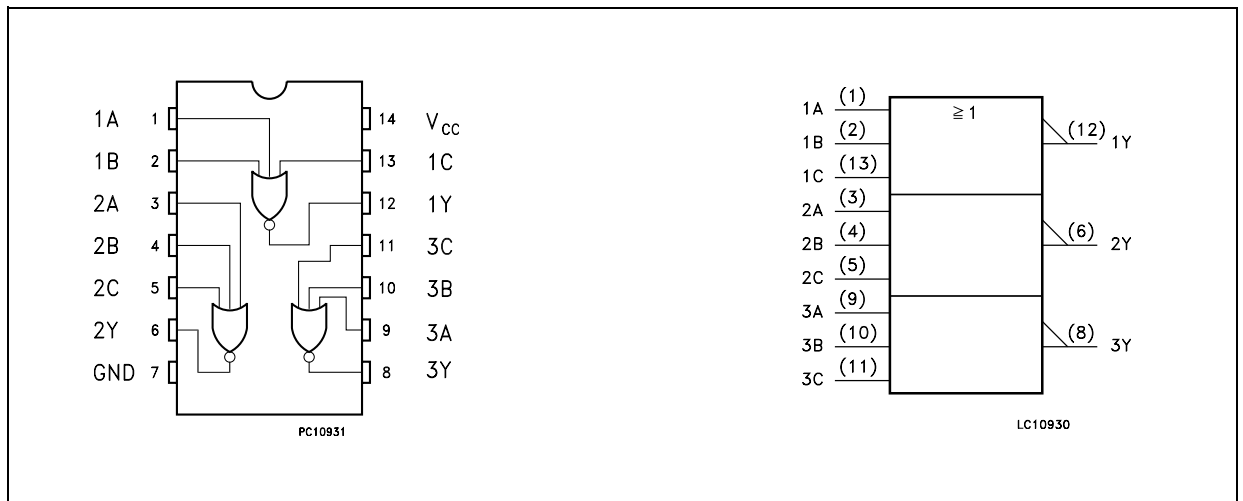 1A 1 14 VCC
1B 2 13 1C
2A 3 12 1Y
2B 4 11 3C
2C 5 10 3B
2Y 6 9 3A
GND 7 8 3Y
PC10931
≧ 1
1A (1)
1B (2)
1C (13)
2A (3)
2B (4)
2C (5)
3A (9)
3B (10)
3C (11)
(12) 1Y
(6) 2Y
(8) 3Y
LC10930